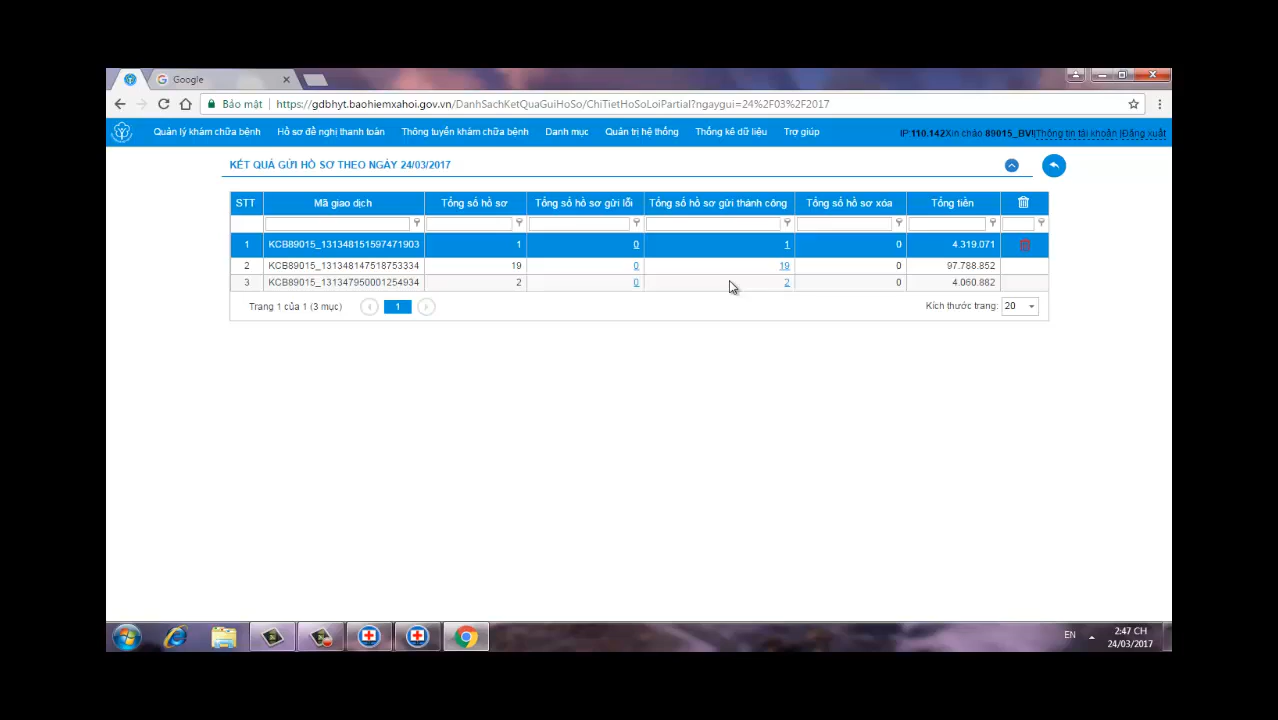 Google
Bảo mật https://gdbhyt.baohiemxahoi.gov.vn/DanhSachKetQuaGuiHoSo/ChiTietHoSoLoiPartial?ngaygui=24%2F03%2F2017
Quản lý khám chữa bệnh Hồ sơ đề nghị thanh toán Thông tuyến khám chữa bệnh Danh mục Quản trị hệ thống Thống kê dữ liệu Trợ giúp IP:110.142Xin chào 89015_BVĐ|Thông tin tài khoản |Đăng xuất
KẾT QUẢ GỬI HỒ SƠ THEO NGÀY 24/03/2017
STT Mã giao dịch Tổng số hồ sơ Tổng số hồ sơ gửi lỗi Tổng số hồ sơ gửi thành công Tổng số hồ sơ xóa Tổng tiền
1 KCB89015_131348151597471903 1 0 1 0 4.319.071
2 KCB89015_131348147518753334 19 0 19 0 97.788.852
3 KCB89015_131347950001254934 2 0 2 0 4.060.882
Trang 1 của 1 (3 mục) 1 Kích thước trang: 20
EN 2:47 CH
24/03/2017